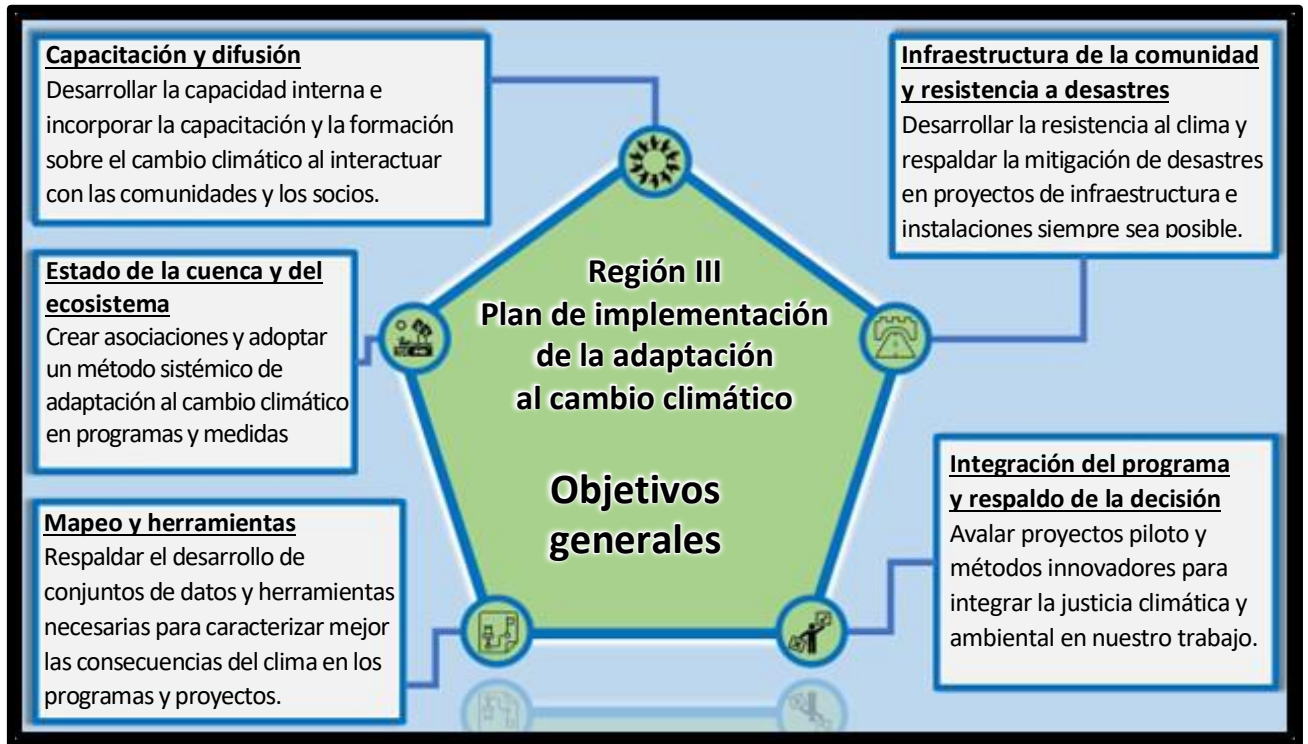 Capacitación y difusión
Desarrollar la capacidad interna e
incorporar la capacitación y la formación
sobre el cambio climático al interactuar
con las comunidades y los socios.
Infraestructura de la comunidad
y resistencia a desastres
Desarrollar la resistencia al clima y
respaldar la mitigación de desastres
en proyectos de infraestructura e
instalaciones siempre sea posible.
Estado de la cuenca y del
ecosistema
Crear asociaciones y adoptar
un método sistémico de
adaptación al cambio climático
en programas y medidas
Región III
Plan de implementación
de la adaptación
al cambio climático
Objetivos
generales
Mapeo y herramientas
Respaldar el desarrollo de
conjuntos de datos y herramientas
necesarias para caracterizar mejor
las consecuencias del clima en los
programas y proyectos.
Integración del programa
y respaldo de la decisión
Avalar proyectos piloto y
métodos innovadores para
integrar la justicia climática y
ambiental en nuestro trabajo.